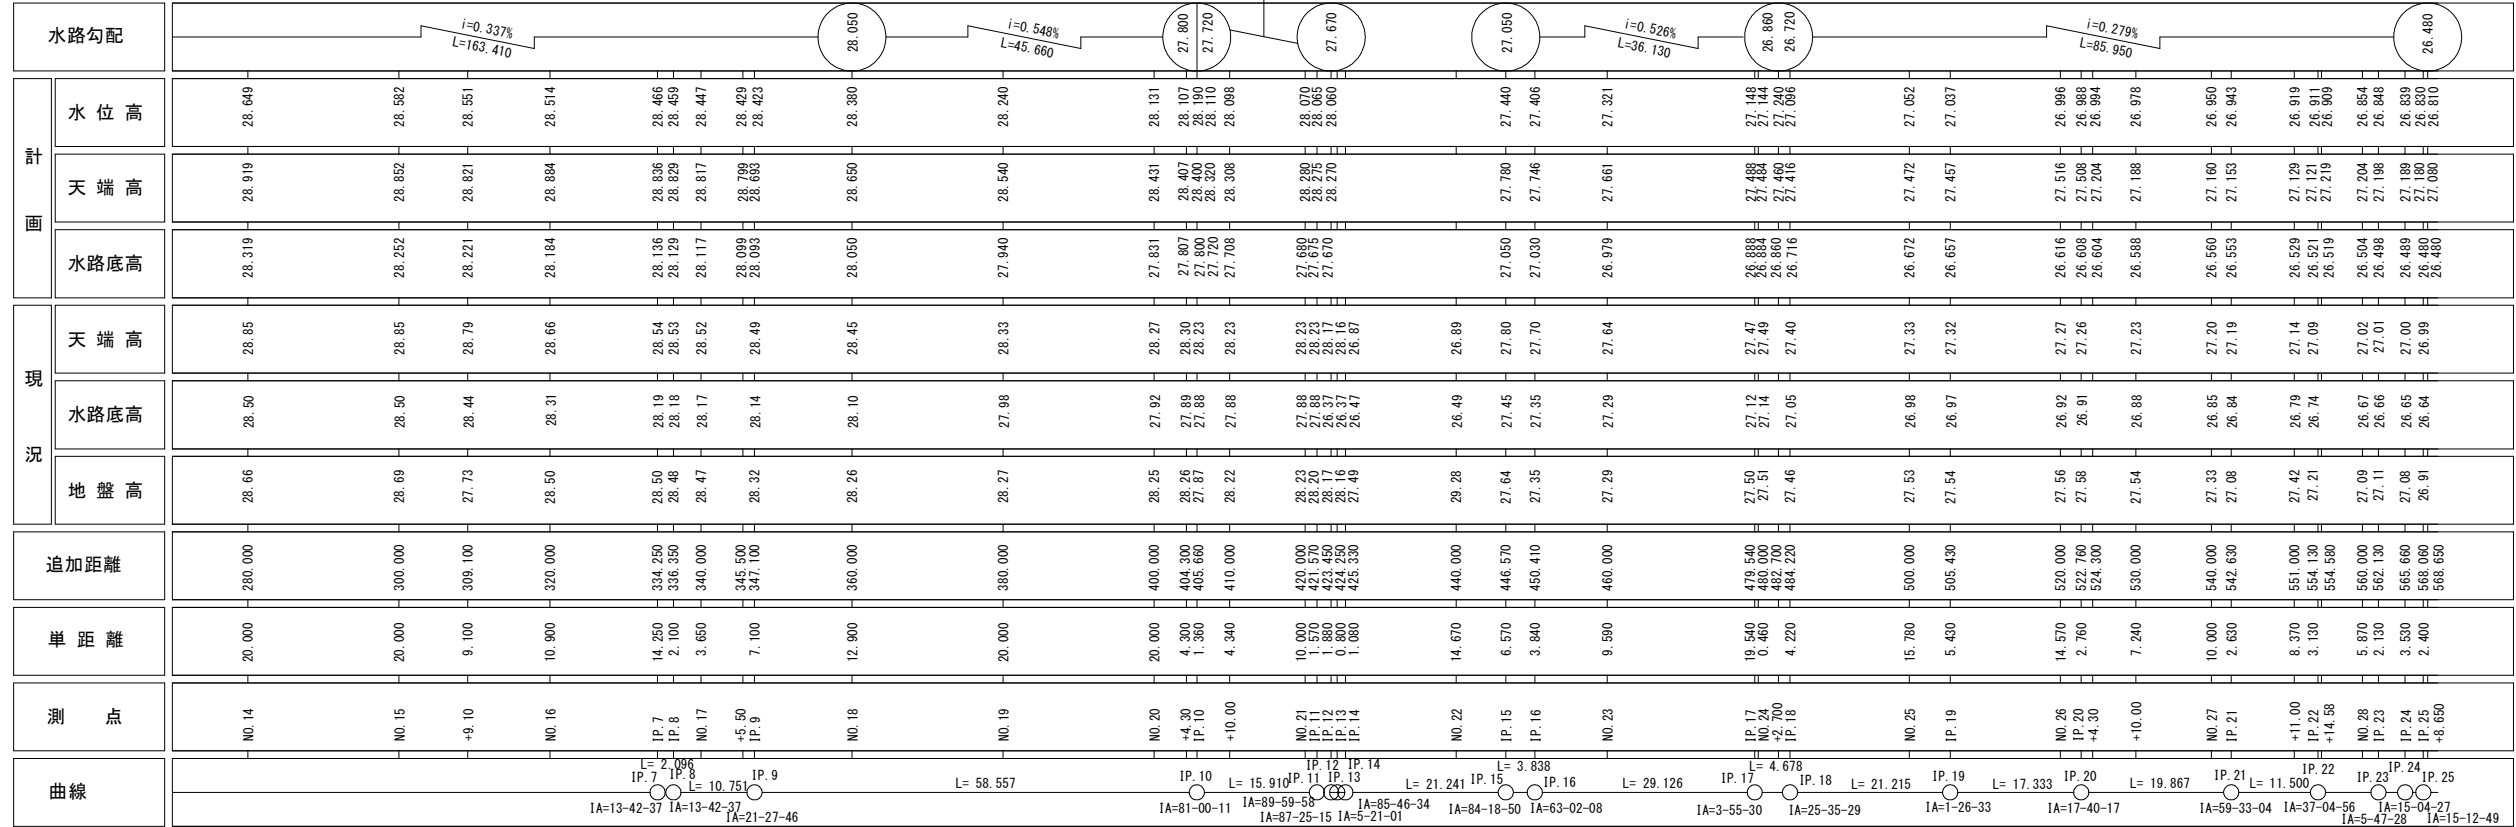 水路勾配 i=0.337% L=163.410 28.050 i=0.548% L=45.660 27.800 27.720 27.670 27.050 i=0.526% L=36.130 26.860 26.720 i=0.279% L=85.950 26.480
計画
水位高 28.649 28.582 28.551 28.514 28.466 28.459 28.447 28.429 28.423 28.380 28.240 28.131 28.107 28.190 28.110 28.098 28.070 28.065 28.060 27.440 27.406 27.321 27.148 27.144 27.240 27.096 27.052 27.037 26.996 26.988 26.994 26.978 26.950 26.943 26.919 26.911 26.909 26.854 26.848 26.839 26.830 26.810
天端高 28.919 28.852 28.821 28.884 28.836 28.829 28.817 28.799 28.693 28.650 28.540 28.431 28.407 28.400 28.320 28.308 28.280 28.275 28.270 27.780 27.746 27.661 27.488 27.484 27.460 27.416 27.472 27.457 27.516 27.508 27.204 27.188 27.160 27.153 27.129 27.121 27.219 27.204 27.198 27.189 27.180 27.080
水路底高 28.319 28.252 28.221 28.184 28.136 28.129 28.117 28.099 28.093 28.050 27.940 27.831 27.807 27.800 27.720 27.708 27.680 27.675 27.670 27.050 27.030 26.979 26.888 26.884 26.860 26.716 26.672 26.657 26.616 26.608 26.604 26.588 26.560 26.553 26.529 26.521 26.519 26.504 26.498 26.489 26.480 26.480
現況
天端高 28.85 28.85 28.79 28.66 28.54 28.53 28.52 28.49 28.45 28.33 28.27 28.30 28.23 28.23 28.23 28.23 28.17 28.16 26.87 26.89 27.80 27.70 27.64 27.47 27.49 27.40 27.33 27.32 27.27 27.26 27.23 27.20 27.19 27.14 27.09 27.02 27.01 27.00 26.99
水路底高 28.50 28.50 28.44 28.31 28.19 28.18 28.17 28.14 28.10 27.98 27.92 27.89 27.88 27.88 27.88 27.88 26.37 26.37 26.47 26.49 27.45 27.35 27.29 27.12 27.14 27.05 26.98 26.97 26.92 26.91 26.88 26.85 26.84 26.79 26.74 26.67 26.66 26.65 26.64
地盤高 28.66 28.69 27.73 28.50 28.50 28.48 28.47 28.32 28.26 28.27 28.25 28.26 27.87 28.22 28.23 28.20 28.17 28.16 27.49 29.28 27.64 27.35 27.29 27.50 27.51 27.46 27.53 27.54 27.56 27.58 27.54 27.33 27.08 27.42 27.21 27.09 27.11 27.08 26.91
追加距離 280.000 300.000 309.100 320.000 334.250 336.350 340.000 345.500 347.100 360.000 380.000 400.000 404.300 405.660 410.000 420.000 421.570 423.450 424.250 425.330 440.000 446.570 450.410 460.000 479.540 480.000 482.700 484.220 500.000 505.430 520.000 522.760 524.300 530.000 540.000 542.630 551.000 554.130 554.580 560.000 562.130 565.660 568.060 568.650
単距離 20.000 20.000 9.100 10.900 14.250 2.100 3.650 7.100 12.900 20.000 20.000 4.300 1.360 4.340 10.000 1.570 1.880 0.800 1.080 14.670 6.570 3.840 9.590 19.540 0.460 4.220 15.780 5.430 14.570 2.760 7.240 10.000 2.630 8.370 3.130 5.870 2.130 3.530 2.400
測点 NO.14 NO.15 +9.10 NO.16 IP.7 IP.8 NO.17 +5.50 IP.9 NO.18 NO.19 NO.20 +4.30 IP.10 +10.00 NO.21 IP.11 IP.12 IP.13 IP.14 NO.22 IP.15 IP.16 NO.23 IP.17 NO.24 +2.700 IP.18 NO.25 IP.19 NO.26 IP.20 +4.30 +10.00 NO.27 IP.21 +11.00 IP.22 +14.58 NO.28 IP.23 IP.24 IP.25 +8.650
L= 2.096 IP.12 IP.14 L= 3.838 L= 4.678 IP.22 IP.24
曲線 IP.7 IP.8 L= 10.751 IP.9 L= 58.557 IP.10 L= 15.910 IP.11 IP.13 L= 21.241 IP.15 IP.16 L= 29.126 IP.17 IP.18 L= 21.215 IP.19 L= 17.333 IP.20 L= 19.867 IP.21 L= 11.500 IP.23 IP.25
IA=13-42-37 IA=13-42-37 IA=81-00-11 IA=89-59-58 IA=85-46-34 IA=84-18-50 IA=63-02-08 IA=3-55-30 IA=25-35-29 IA=1-26-33 IA=17-40-17 IA=59-33-04 IA=37-04-56 IA=15-04-27
IA=21-27-46 IA=87-25-15 IA=5-21-01 IA=5-47-28 IA=15-12-49